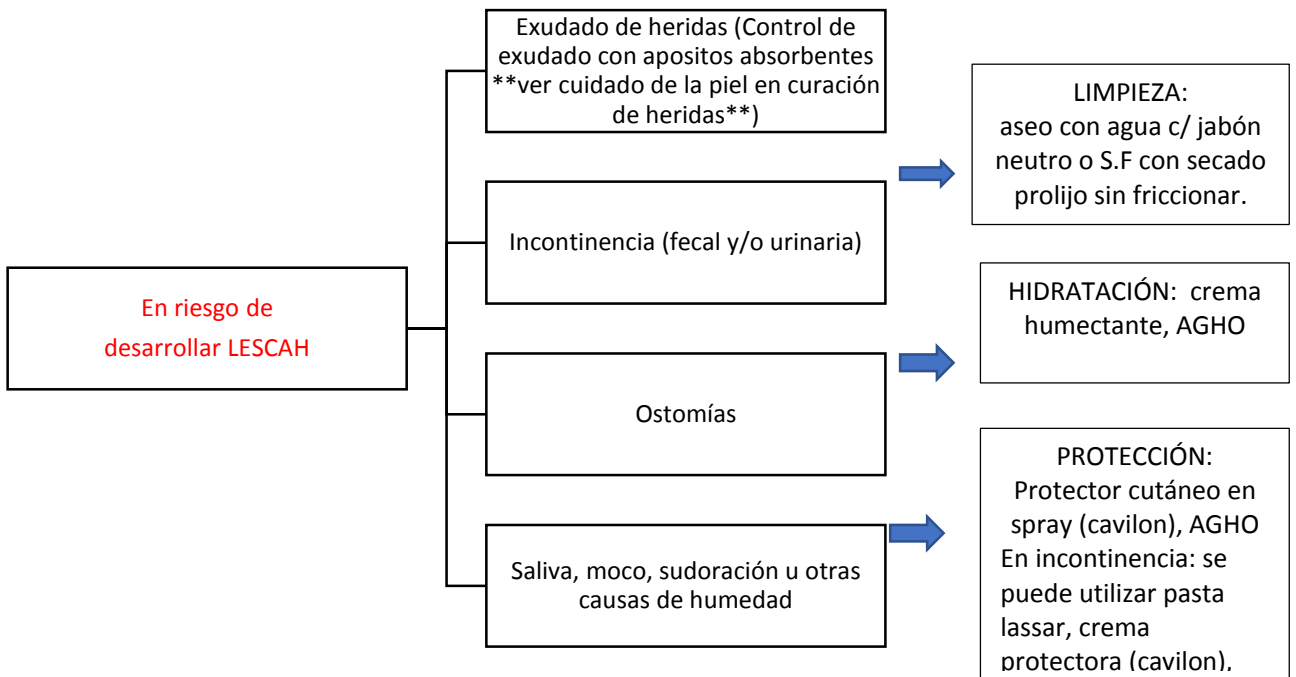 Exudado de heridas (Control de
exudado con apositos absorbentes
**ver cuidado de la piel en curación
de heridas**)
LIMPIEZA:
aseo con agua c/ jabón
neutro o S.F con secado
prolijo sin friccionar.
Incontinencia (fecal y/o urinaria)
En riesgo de
desarrollar LESCAH
HIDRATACIÓN: crema
humectante, AGHO
Ostomías
PROTECCIÓN:
Protector cutáneo en
spray (cavilon), AGHO
En incontinencia: se
puede utilizar pasta
lassar, crema
protectora (cavilon),
Saliva, moco, sudoración u otras
causas de humedad